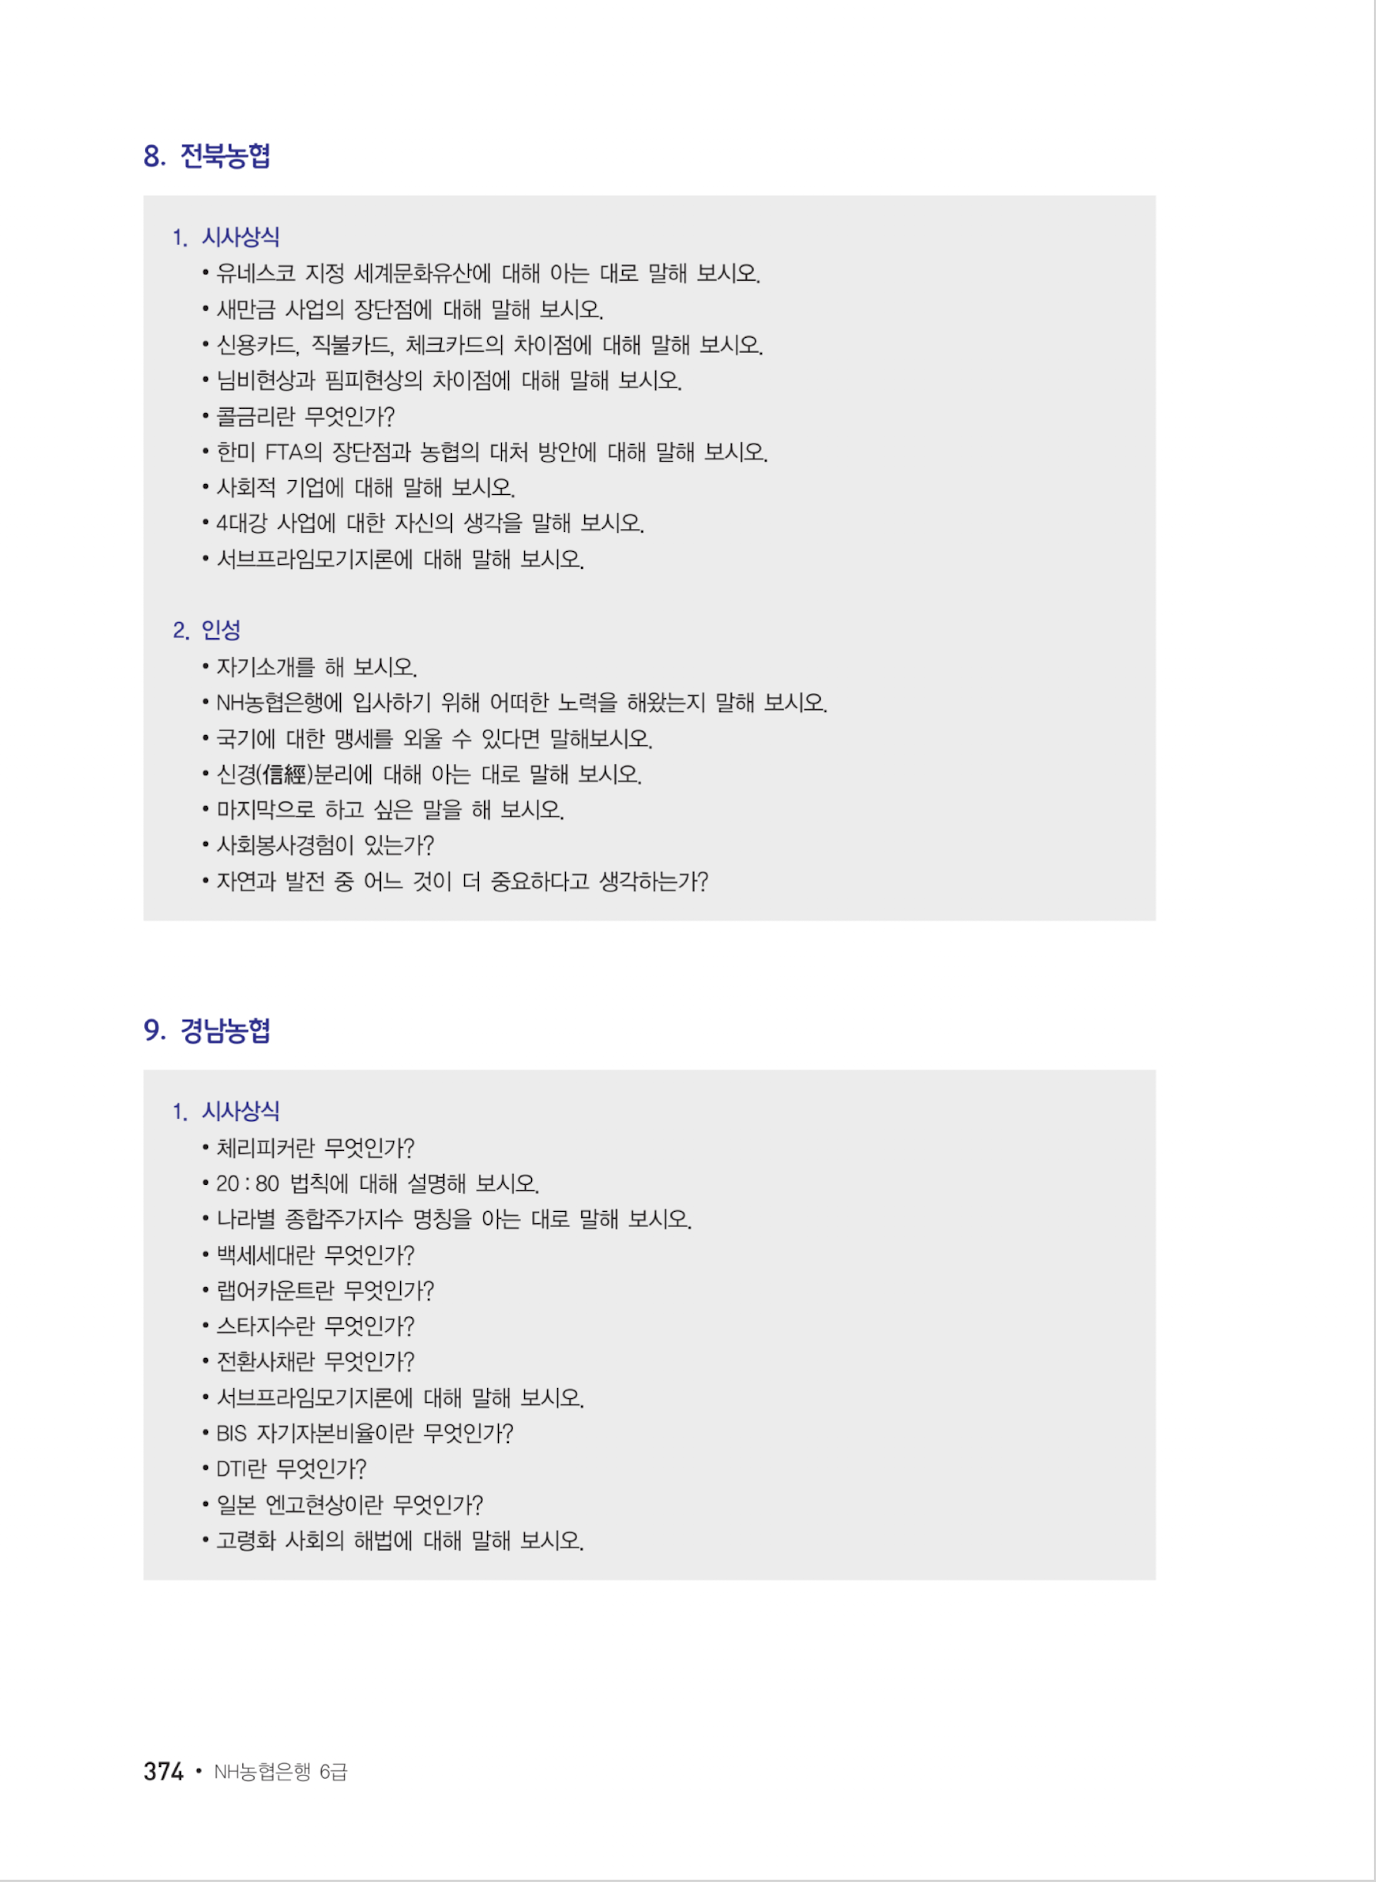 8. 전북농협
1. 시사상식
• 유네스코 지정 세계문화유산에 대해 아는 대로 말해 보시오.
• 새만금 사업의 장단점에 대해 말해 보시오.
• 신용카드, 직불카드, 체크카드의 차이점에 대해 말해 보시오.
• 님비현상과 핌피현상의 차이점에 대해 말해 보시오.
• 콜금리란 무엇인가?
• 한미 FTA의 장단점과 농협의 대처 방안에 대해 말해 보시오.
• 사회적 기업에 대해 말해 보시오.
• 4대강 사업에 대한 자신의 생각을 말해 보시오.
• 서브프라임모기지론에 대해 말해 보시오.
2. 인성
• 자기소개를 해 보시오.
• NH농협은행에 입사하기 위해 어떠한 노력을 해왔는지 말해 보시오.
• 국기에 대한 맹세를 외울 수 있다면 말해보시오.
• 신경(信經)분리에 대해 아는 대로 말해 보시오.
• 마지막으로 하고 싶은 말을 해 보시오.
• 사회봉사경험이 있는가?
• 자연과 발전 중 어느 것이 더 중요하다고 생각하는가?
9. 경남농협
1. 시사상식
• 체리피커란 무엇인가?
• 20 : 80 법칙에 대해 설명해 보시오.
• 나라별 종합주가지수 명칭을 아는 대로 말해 보시오.
• 백세세대란 무엇인가?
• 랩어카운트란 무엇인가?
• 스타지수란 무엇인가?
• 전환사채란 무엇인가?
• 서브프라임모기지론에 대해 말해 보시오.
• BIS 자기자본비율이란 무엇인가?
• DTI란 무엇인가?
• 일본 엔고현상이란 무엇인가?
• 고령화 사회의 해법에 대해 말해 보시오.
374 • NH농협은행 6급